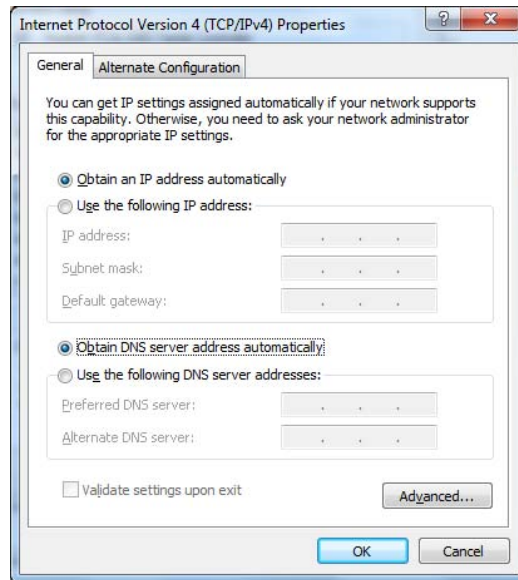 Internet Protocol Version 4 (TCP/IPv4) Properties
General
Alternate Configuration
You can get IP settings assigned automatically if your network supports
this capability. Otherwise, you need to ask your network administrator
for the appropriate IP settings.
Obtain an IP address automatically
Use the following IP address:
IP address:
Subnet mask:
Default gateway:
Obtain DNS server address automatically
Use the following DNS server addresses:
Preferred DNS server:
Alternate DNS server:
Validate settings upon exit
Advanced...
OK
Cancel